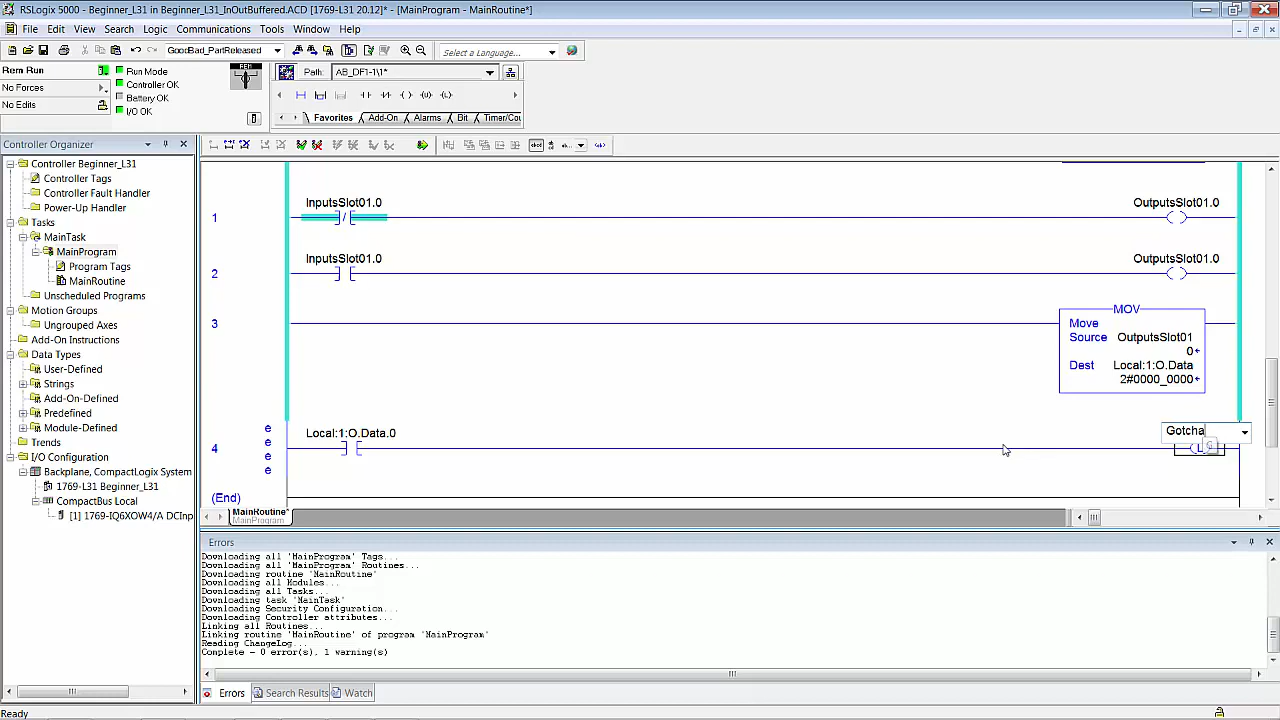 RSLogix 5000 - Beginner_L31 in Beginner_L31_InOutBuffered.ACD [1769-L31 20.12]* - [MainProgram - MainRoutine*]
File Edit View Search Logic Communications Tools Window Help
GoodBad_PartReleased
Select a Language...
Rem Run
Run Mode
REM
Path: AB_DF1-1\1*
No Forces
Controller OK
Battery OK
No Edits
I/O OK
Favorites Add-On Alarms Bit Timer/Cou
Controller Organizer
Controller Beginner_L31
Controller Tags
Controller Fault Handler
Power-Up Handler
Tasks
MainTask
MainProgram
Program Tags
MainRoutine
Unscheduled Programs
Motion Groups
Ungrouped Axes
Add-On Instructions
Data Types
User-Defined
Strings
Add-On-Defined
Predefined
Module-Defined
Trends
I/O Configuration
Backplane, CompactLogix System
1769-L31 Beginner_L31
CompactBus Local
[1] 1769-IQ6XOW4/A DCInp
InputsSlot01.0 OutputsSlot01.0
1
InputsSlot01.0 OutputsSlot01.0
2
3
MOV
Move
Source OutputsSlot01
0
Dest Local:1:O.Data
2#0000_0000
Local:1:O.Data.0 Gotcha
e
e
e
e
4
L
(End)
MainRoutine*
MainProgram
Errors
Downloading all 'MainProgram' Tags...
Downloading all 'MainProgram' Routines...
Downloading routine 'MainRoutine'
Downloading all Modules...
Downloading all Tasks...
Downloading task 'MainTask'
Downloading Security Configuration...
Downloading Controller attributes...
Linking all Routines...
Linking routine 'MainRoutine' of program 'MainProgram'
Reading ChangeLog...
Complete - 0 error(s), 1 warning(s)
Errors Search Results Watch
Ready